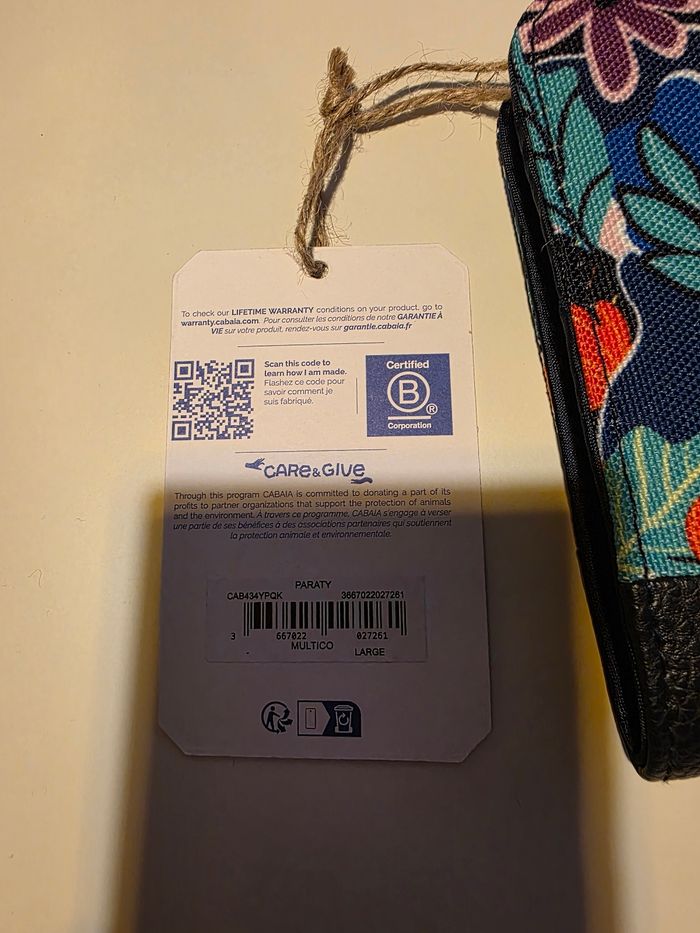 To check our LIFETIME WARRANTY conditions on your product, go to
warranty.cabaia.com. Pour consulter les conditions de notre GARANTIE À
VIE sur votre produit, rendez-vous sur garantie.cabaia.fr
Scan this code to
learn how I am made.
Flashez ce code pour
savoir comment je
suis fabriqué.
Certified
B
®
Corporation
CARE & GIVE
Through this program CABAIA is committed to donating a part of its
profits to partner organizations that support the protection of animals
and the environment. À travers ce programme, CABAIA s'engage à verser
une partie de ses bénéfices à des associations partenaires qui soutiennent
la protection animale et environnementale.
PARATY
CAB434YPQK 3667022027261
3 667022 027261
MULTICO
- LARGE